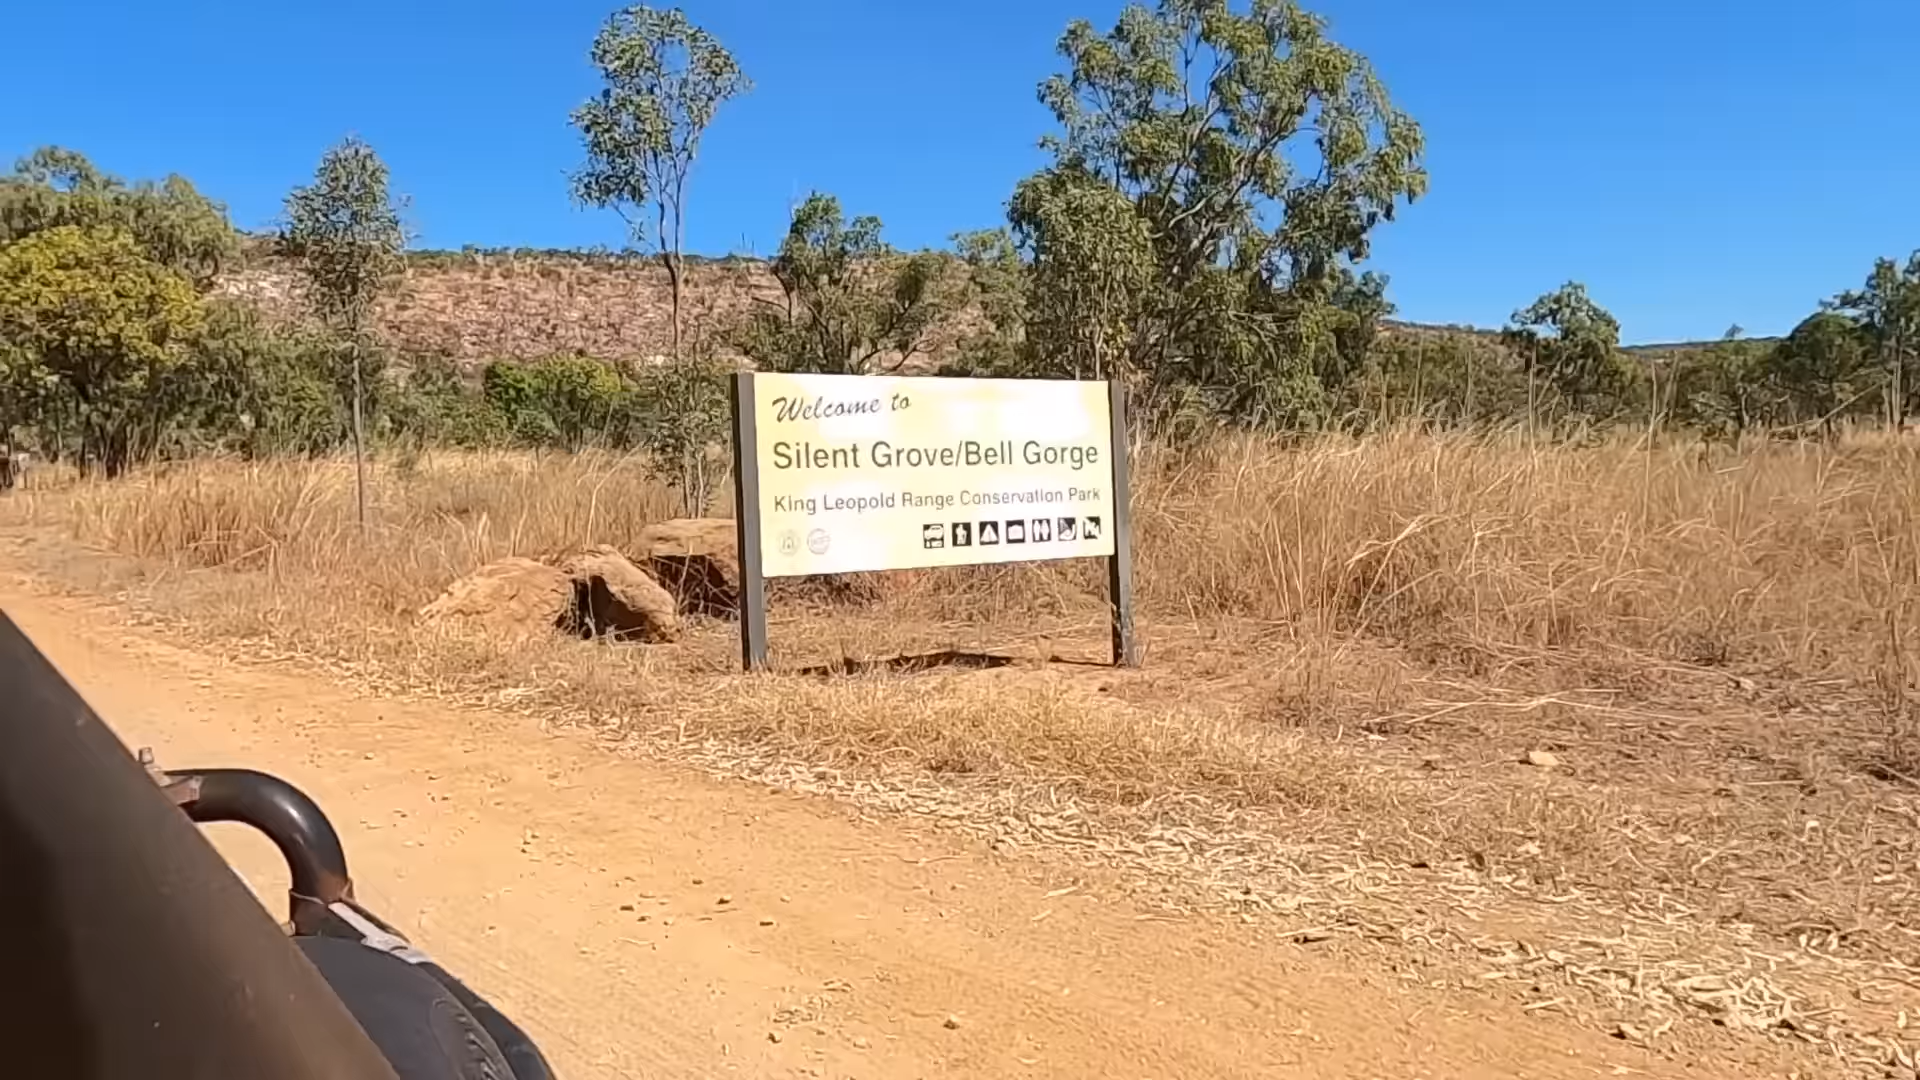 Welcome to
Silent Grove/Bell Gorge
King Leopold Range Conservation Park